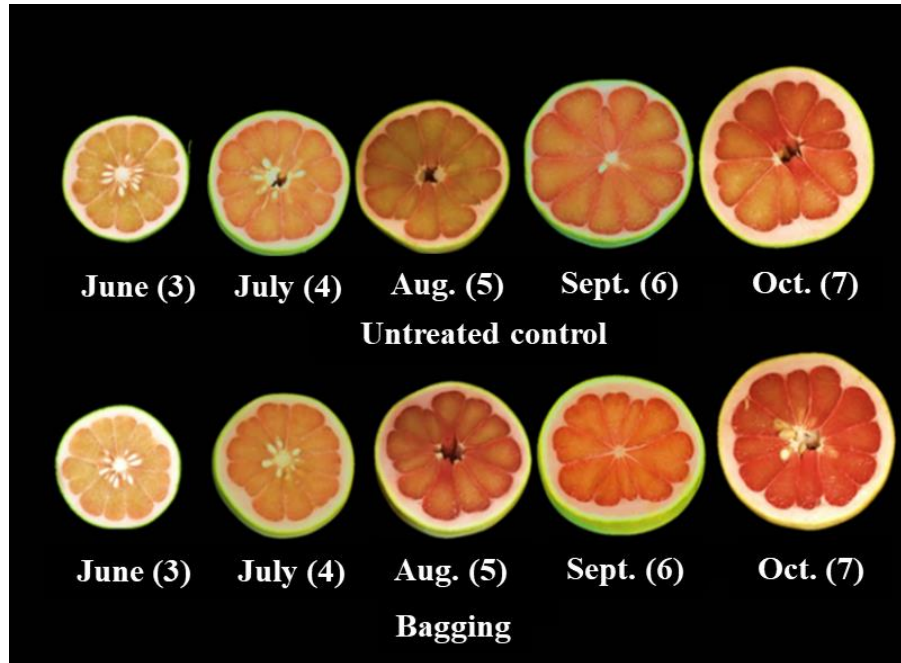 June (3) July (4) Aug. (5) Sept. (6) Oct. (7)
Untreated control
June (3) July (4) Aug. (5) Sept. (6) Oct. (7)
Bagging